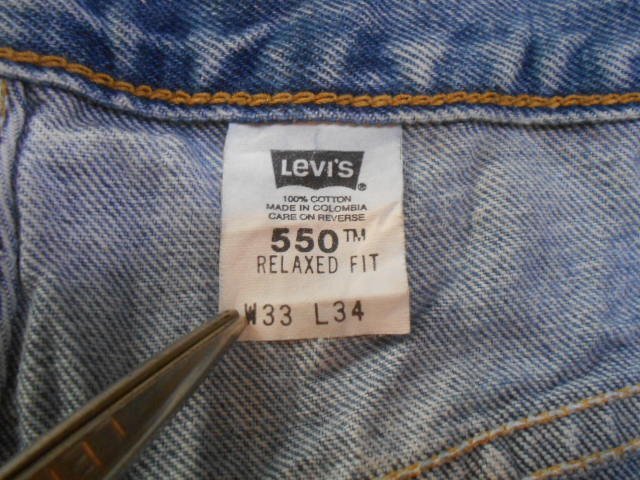 LEVI'S ®
100% COTTON
MADE IN COLOMBIA
CARE ON REVERSE
550™
RELAXED FIT
W33 L34